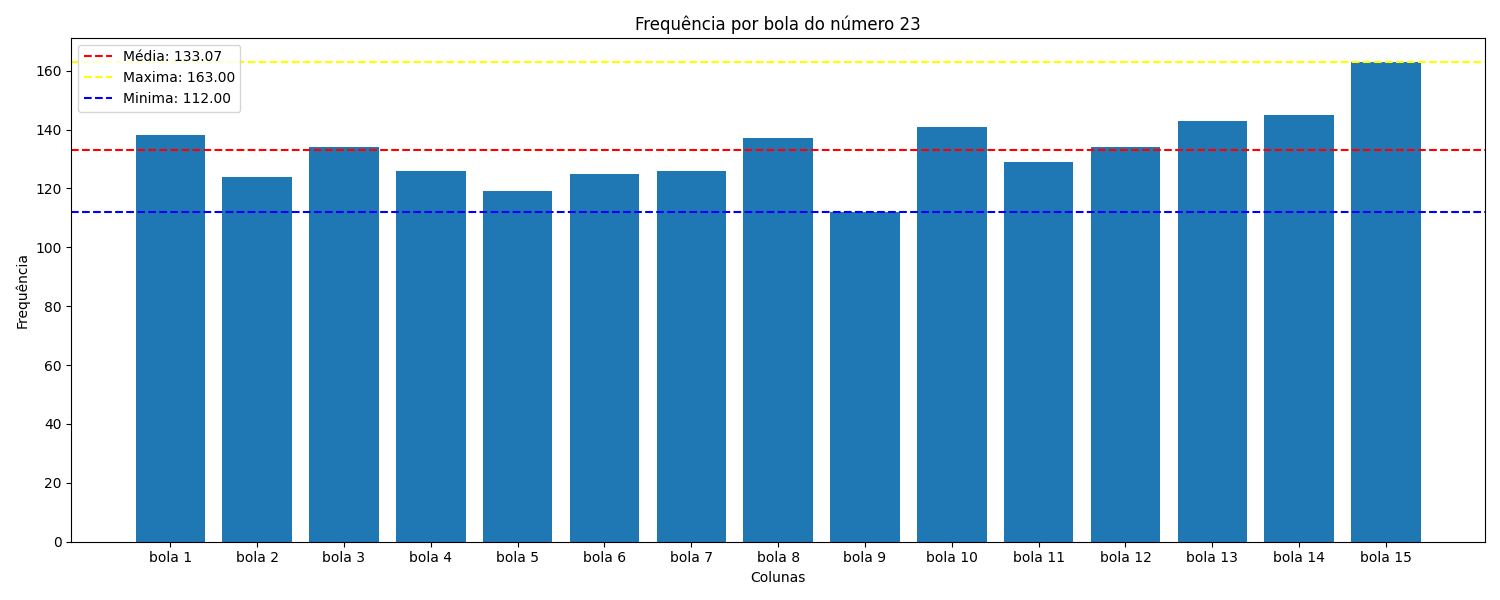 Frequência por bola do número 23
Média: 133.07
Maxima: 163.00
Minima: 112.00
160
140
120
100
80
60
40
20
0
Frequência
bola 1 bola 2 bola 3 bola 4 bola 5 bola 6 bola 7 bola 8 bola 9 bola 10 bola 11 bola 12 bola 13 bola 14 bola 15
Colunas